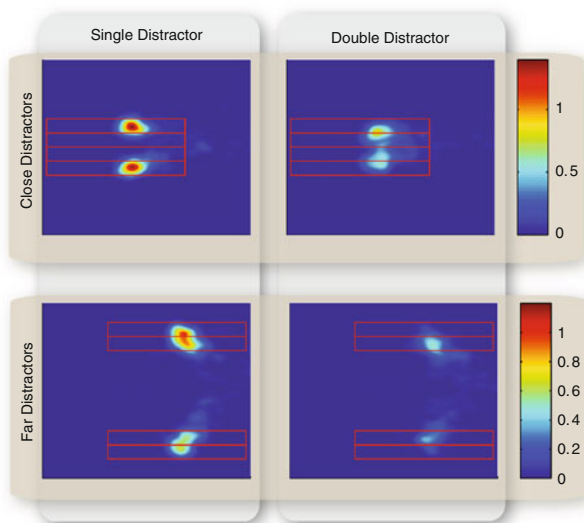 Single Distractor
Double Distractor
Close Distractors
1
0.5
0
Far Distractors
1
0.8
0.6
0.4
0.2
0